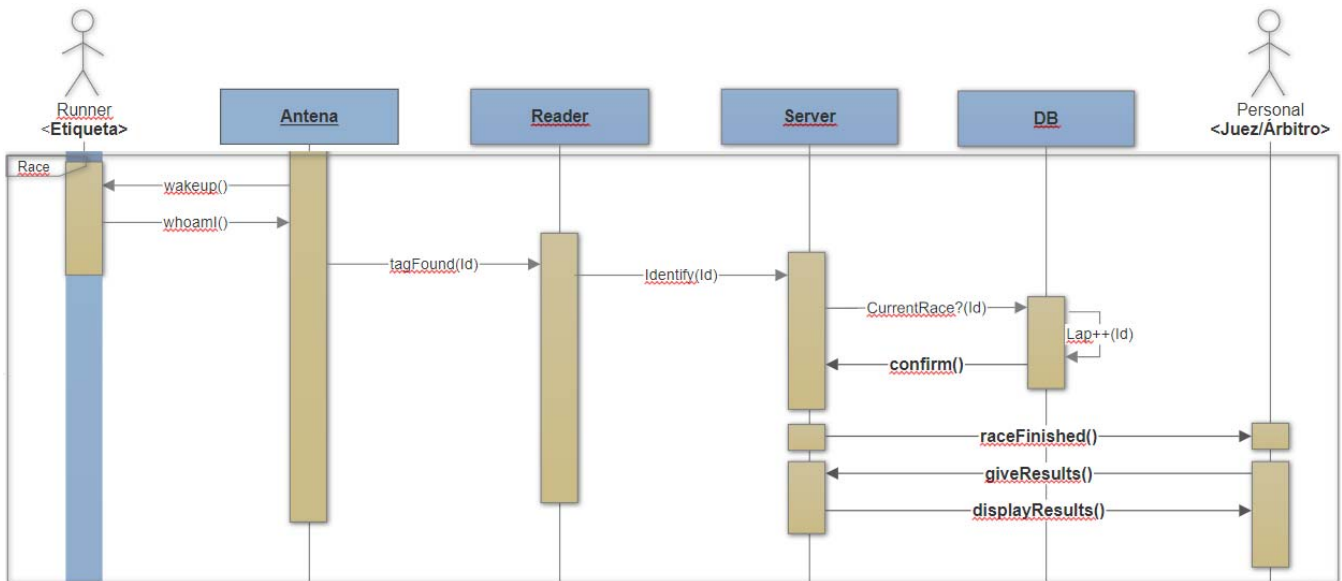 Runner
<Etiqueta>
Antena
Reader
Server
DB
Personal
<Juez/Árbitro>
Race
wakeup()
whoamI()
tagFound(Id)
Identify(Id)
CurrentRace?(Id)
Lap++(Id)
confirm()
raceFinished()
giveResults()
displayResults()